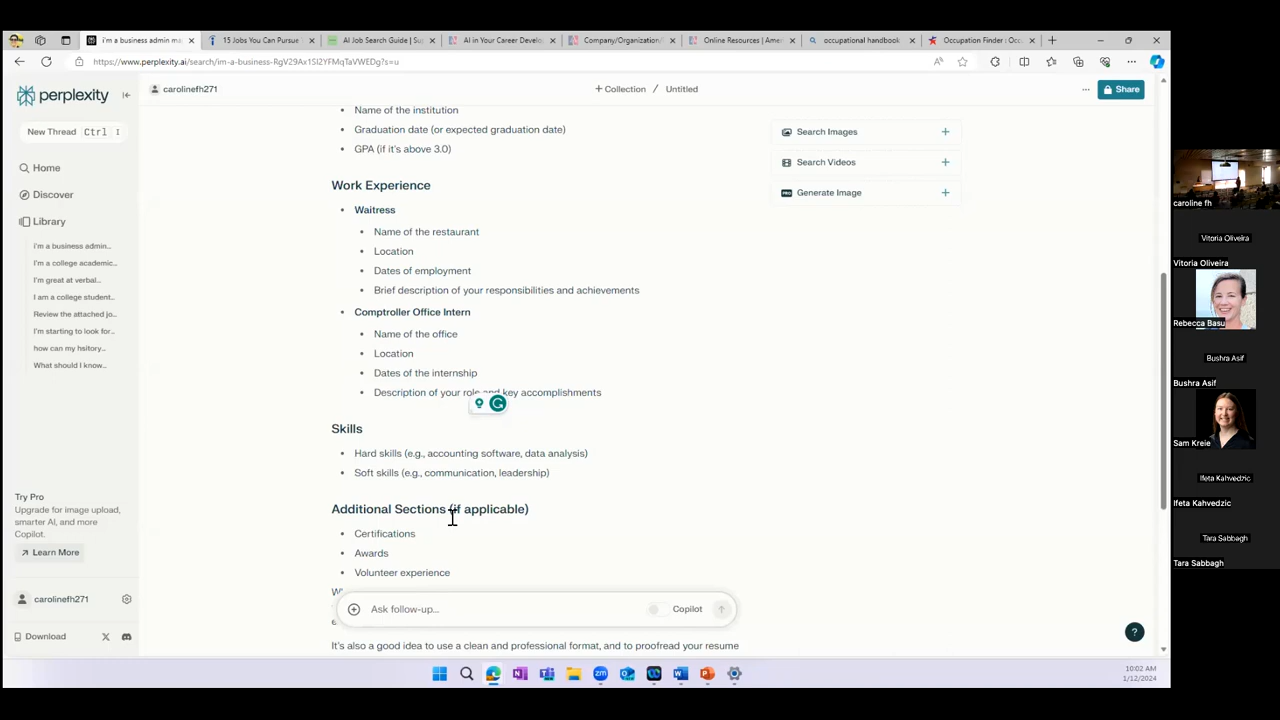 i'm a business admin ma
15 Jobs You Can Pursue
AI Job Search Guide | Su
AI in Your Career Develo
Company/Organization/
Online Resources | Ame
occupational handbook
Occupation Finder : Occ
https://www.perplexity.ai/search/im-a-business-RgV29Ax1Sl2YFMqTaVWEDg?s=u
perplexity
carolinefh271
+ Collection / Untitled
Share
New Thread Ctrl I
Home
Discover
Library
i'm a business admin...
I'm a college academic...
I'm great at verbal...
I am a college student...
Review the attached jo...
I'm starting to look for...
how can my hsitory...
What should I know...
Try Pro
Upgrade for image upload,
smarter AI, and more
Copilot.
Learn More
carolinefh271
Download
Name of the institution
Graduation date (or expected graduation date)
GPA (if it's above 3.0)
Work Experience
Waitress
Name of the restaurant
Location
Dates of employment
Brief description of your responsibilities and achievements
Comptroller Office Intern
Name of the office
Location
Dates of the internship
Description of your role and key accomplishments
Skills
Hard skills (e.g., accounting software, data analysis)
Soft skills (e.g., communication, leadership)
Additional Sections (if applicable)
Certifications
Awards
Volunteer experience
Ask follow-up...
Copilot
It's also a good idea to use a clean and professional format, and to proofread your resume
Search Images
Search Videos
PRO Generate Image
?
10:02 AM
1/12/2024
caroline fh
Vitoria Oliveira
Vitoria Oliveira
Rebecca Basu
Bushra Asif
Bushra Asif
Sam Kreie
Ifeta Kahvedzic
Ifeta Kahvedzic
Tara Sabbagh
Tara Sabbagh